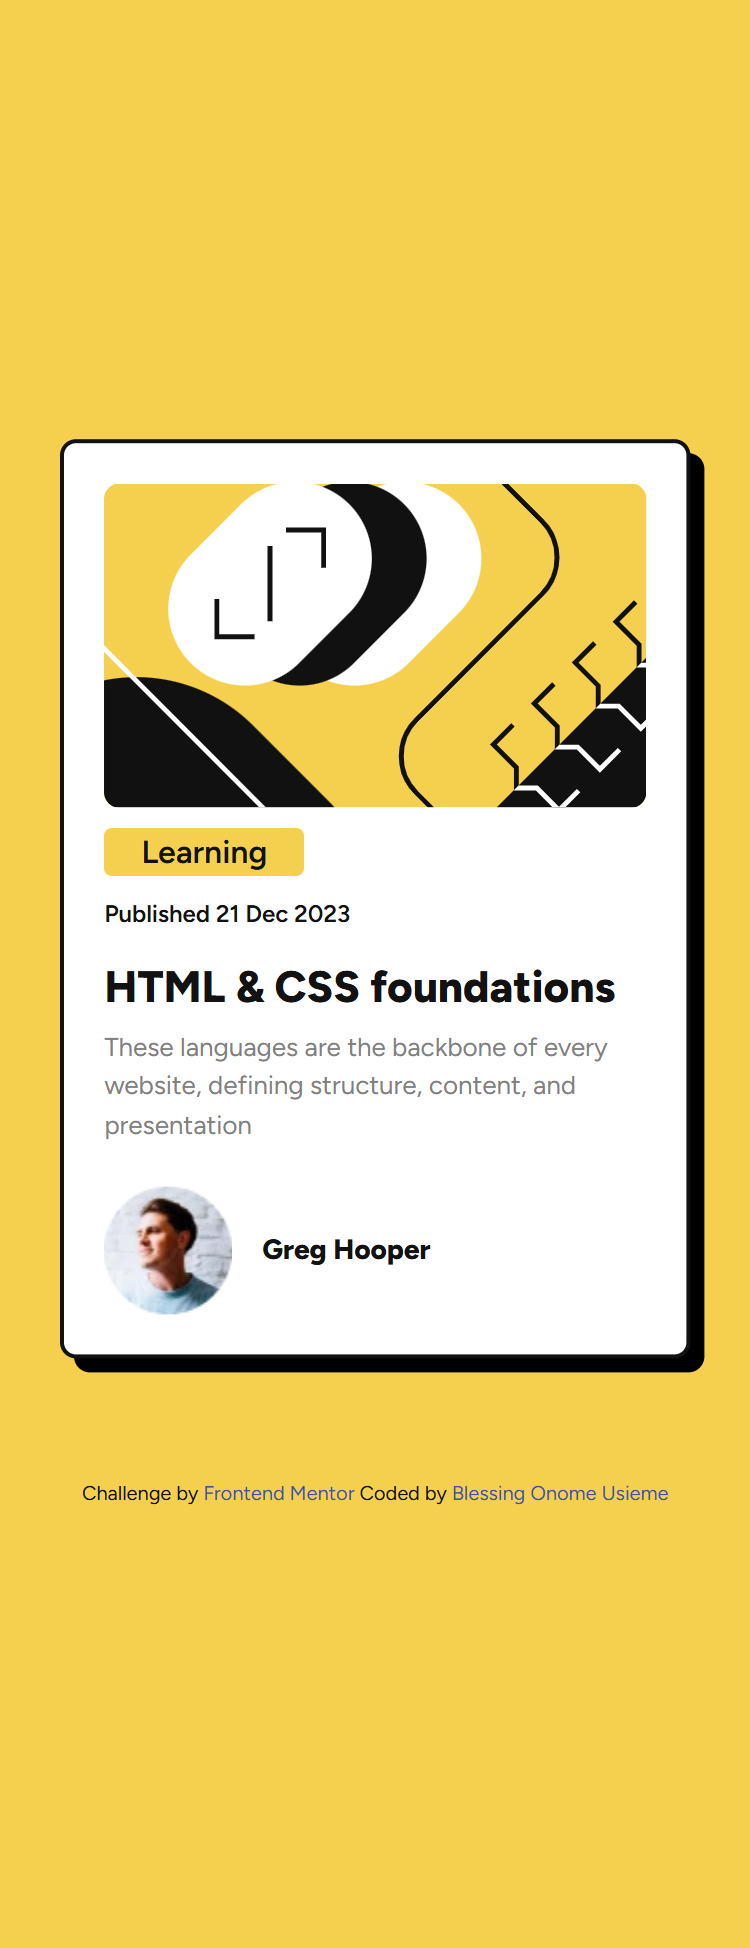 Learning
Published 21 Dec 2023
HTML & CSS foundations
These languages are the backbone of every
website, defining structure, content, and
presentation
Greg Hooper
Challenge by Frontend Mentor Coded by Blessing Onome Usieme